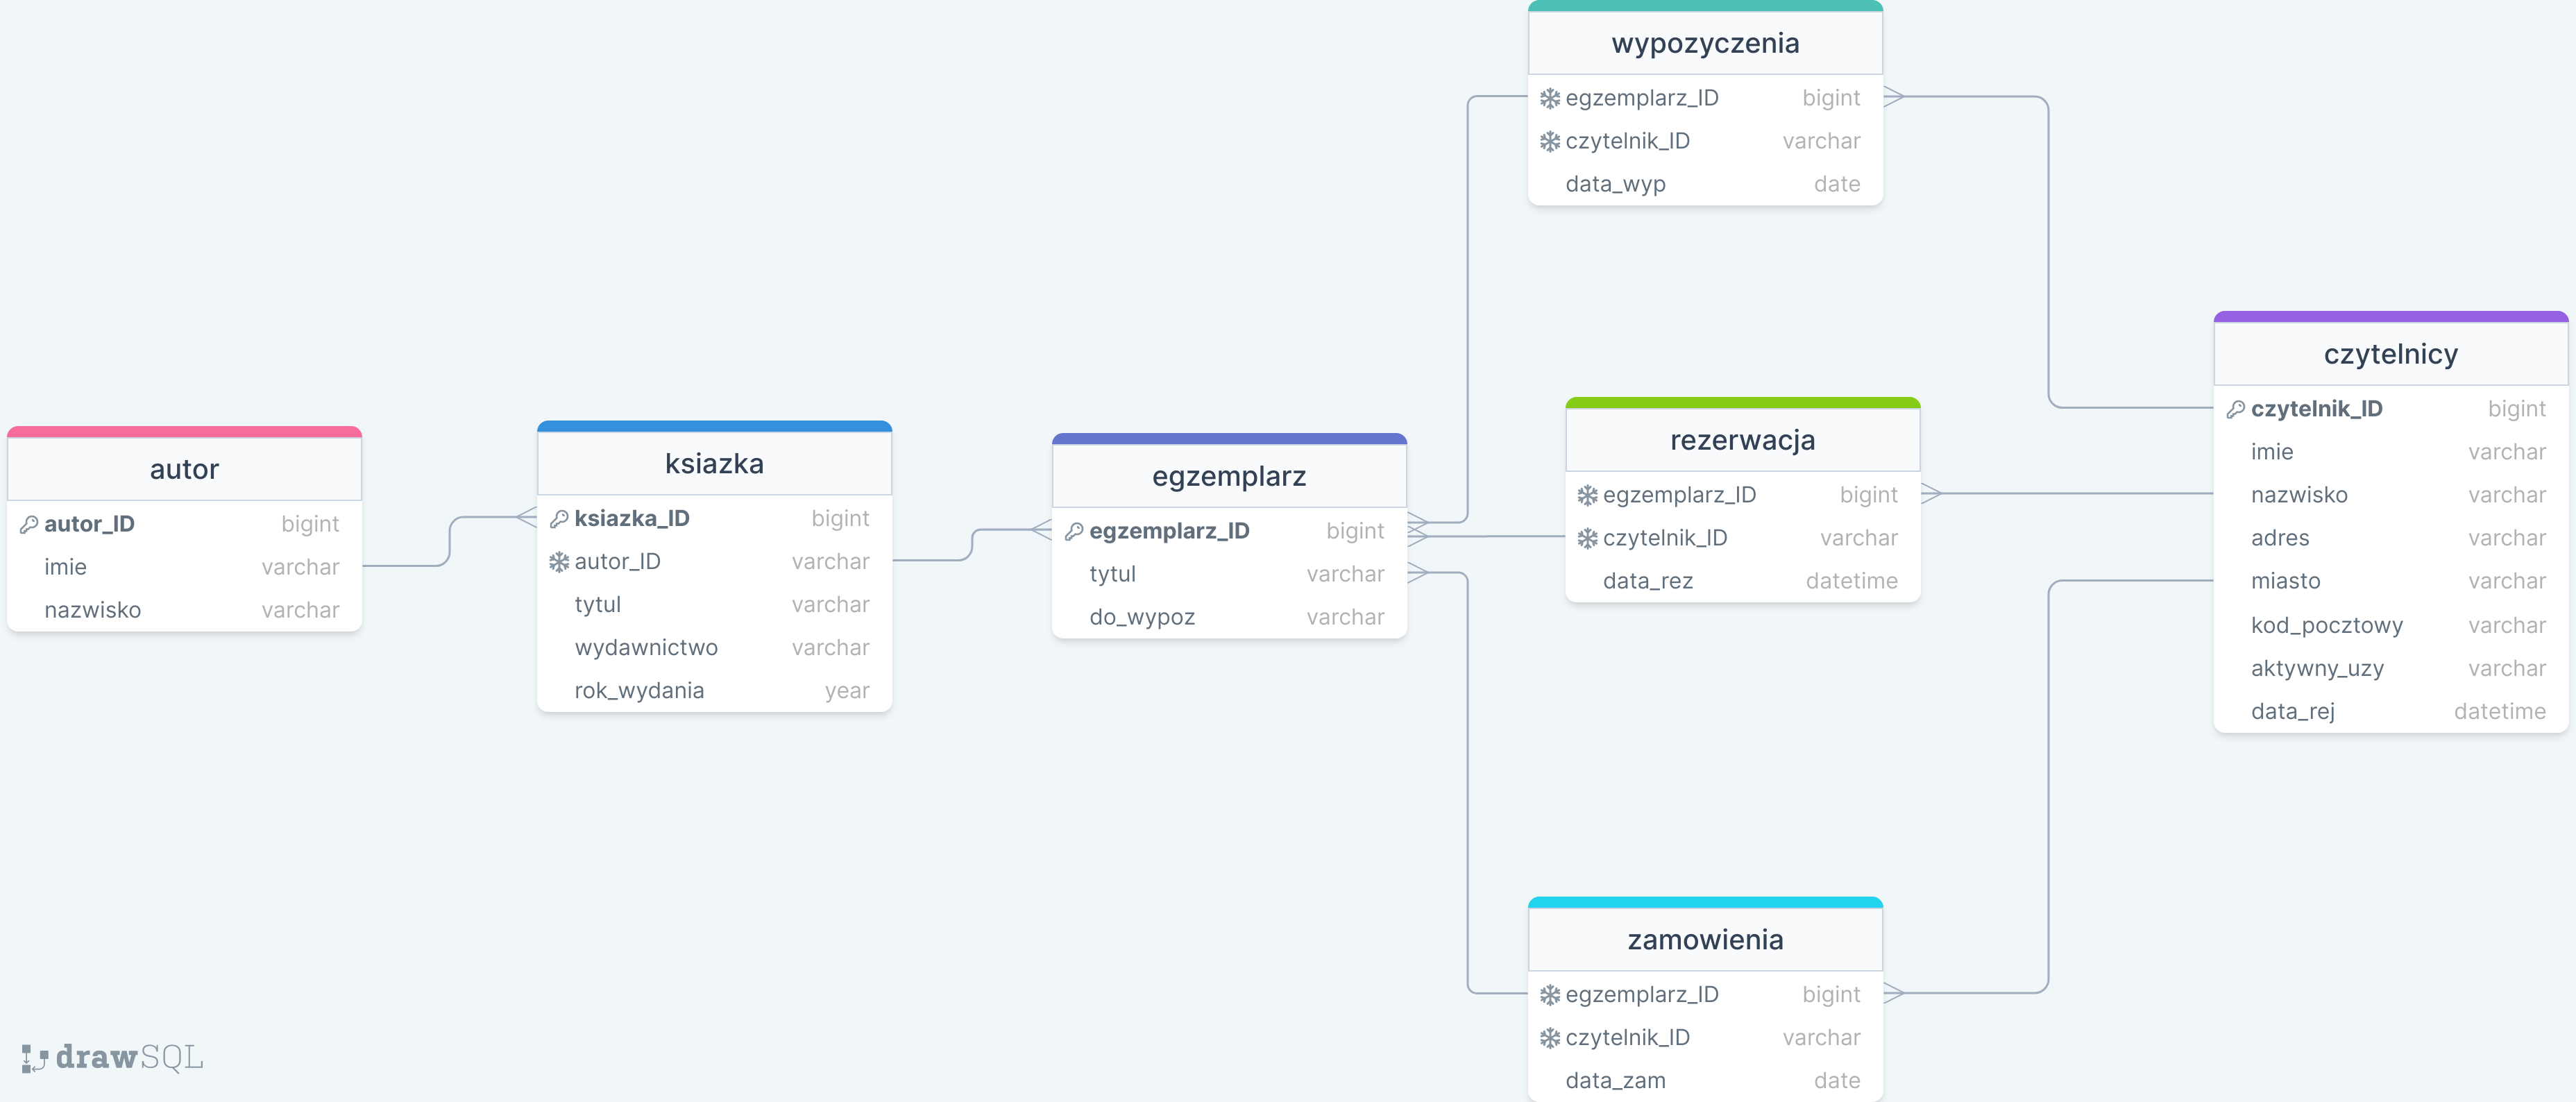 autor
autor_ID bigint
imie varchar
nazwisko varchar
ksiazka
ksiazka_ID bigint
autor_ID varchar
tytul varchar
wydawnictwo varchar
rok_wydania year
egzemplarz
egzemplarz_ID bigint
tytul varchar
do_wypoz varchar
wypozyczenia
egzemplarz_ID bigint
czytelnik_ID varchar
data_wyp date
rezerwacja
egzemplarz_ID bigint
czytelnik_ID varchar
data_rez datetime
zamowienia
egzemplarz_ID bigint
czytelnik_ID varchar
data_zam date
czytelnicy
czytelnik_ID bigint
imie varchar
nazwisko varchar
adres varchar
miasto varchar
kod_pocztowy varchar
aktywny_uzy varchar
data_rej datetime
drawSQL